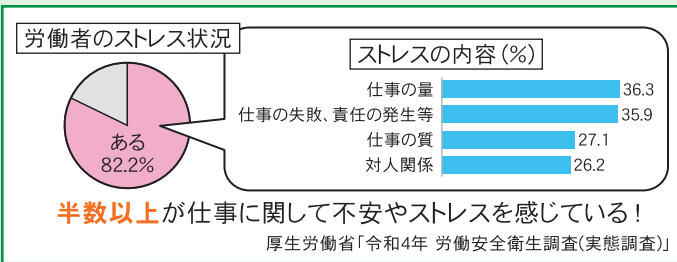 労働者のストレス状況
ある
82.2%
ストレスの内容(%)
仕事の量 36.3
仕事の失敗、責任の発生等 35.9
仕事の質 27.1
対人関係 26.2
半数以上が仕事に関して不安やストレスを感じている!
厚生労働省「令和4年 労働安全衛生調査(実態調査)」